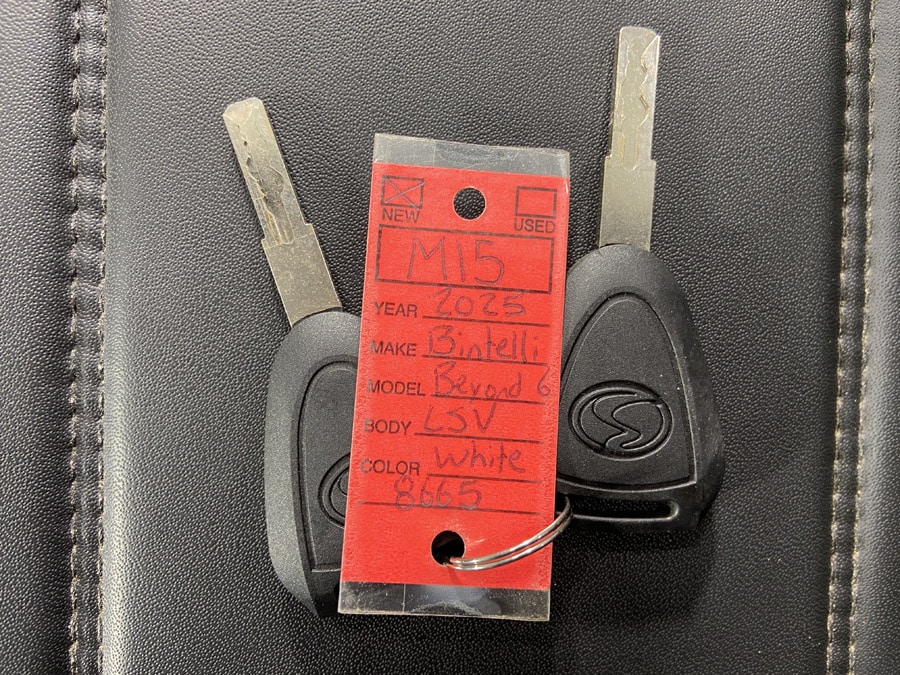 NEW USED
M15
YEAR 2025
MAKE Bintelli
MODEL Beyond 6
BODY LSV
COLOR White
8665